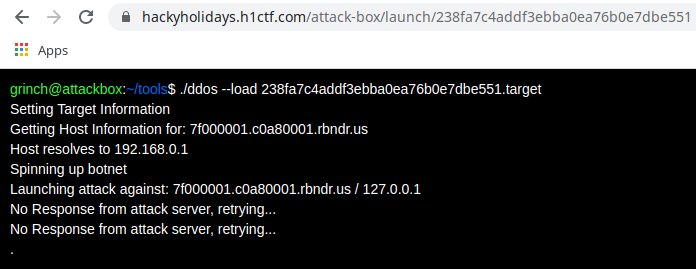 hackyholidays.h1ctf.com/attack-box/launch/238fa7c4addf3ebba0ea76b0e7dbe551
Apps
grinch@attackbox:~/tools$ ./ddos --load 238fa7c4addf3ebba0ea76b0e7dbe551.target
Setting Target Information
Getting Host Information for: 7f000001.c0a80001.rbndr.us
Host resolves to 192.168.0.1
Spinning up botnet
Launching attack against: 7f000001.c0a80001.rbndr.us / 127.0.0.1
No Response from attack server, retrying...
No Response from attack server, retrying...
.